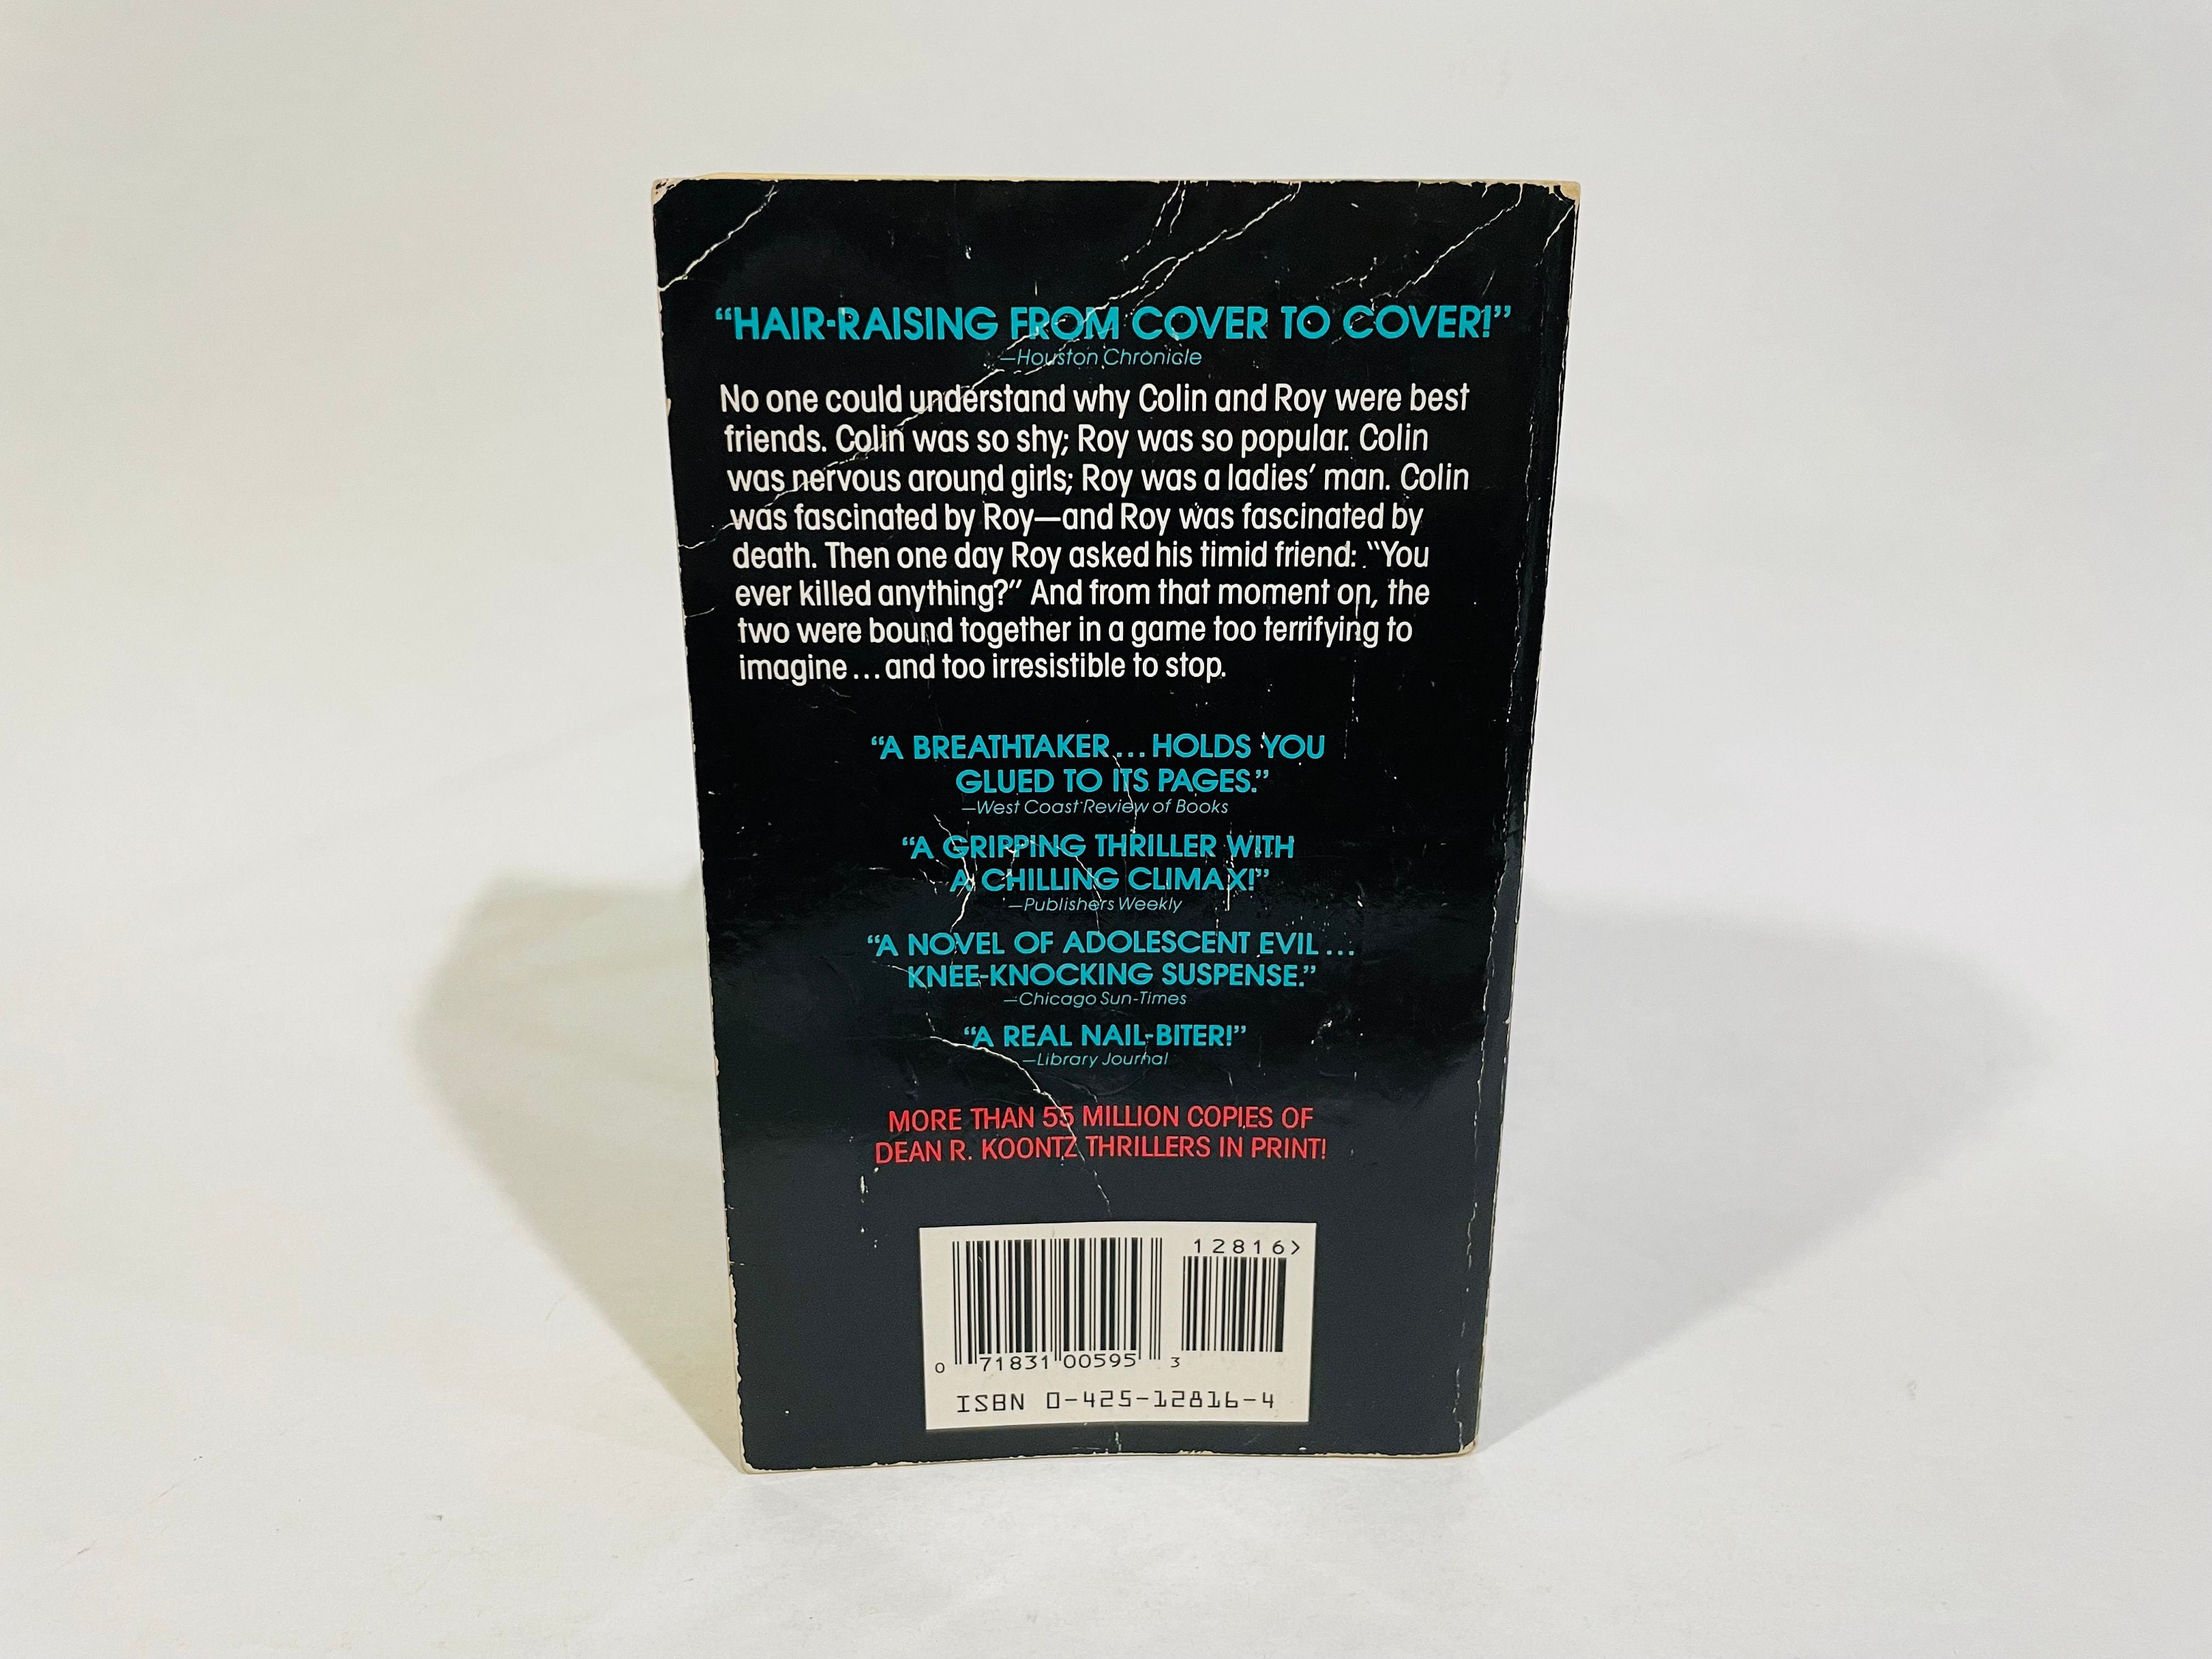 “HAIR-RAISING FROM COVER TO COVER!”
—Houston Chronicle
No one could understand why Colin and Roy were best
friends. Colin was so shy; Roy was so popular. Colin
was nervous around girls; Roy was a ladies’ man. Colin
was fascinated by Roy—and Roy was fascinated by
death. Then one day Roy asked his timid friend: “You
ever killed anything?” And from that moment on, the
two were bound together in a game too terrifying to
imagine...and too irresistible to stop.
“A BREATHTAKER...HOLDS YOU
GLUED TO ITS PAGES.”
—West Coast Review of Books
“A GRIPPING THRILLER WITH
A CHILLING CLIMAX!”
—Publishers Weekly
“A NOVEL OF ADOLESCENT EVIL...
KNEE-KNOCKING SUSPENSE.”
—Chicago Sun-Times
“A REAL NAIL-BITER!”
—Library Journal
MORE THAN 55 MILLION COPIES OF
DEAN R. KOONTZ THRILLERS IN PRINT!
12816>
0 71831 00595 3
ISBN 0-425-12816-4